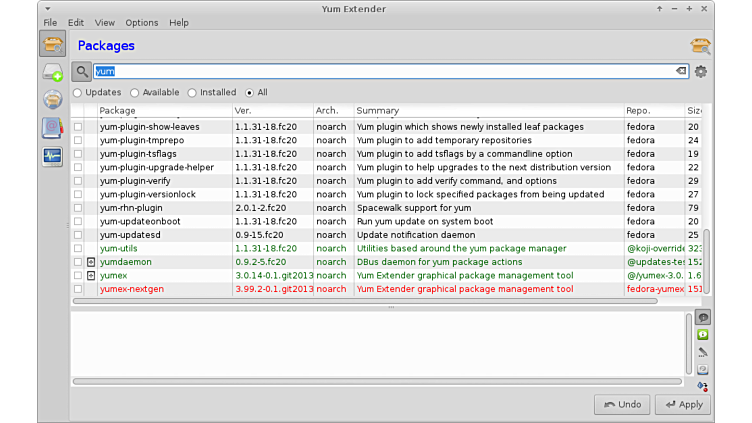 Yum Extender
File Edit View Options Help
Packages
yum
Updates Available Installed All
Package Ver. Arch. Summary Repo. Size
yum-plugin-show-leaves 1.1.31-18.fc20 noarch Yum plugin which shows newly installed leaf packages fedora 20
yum-plugin-tmprepo 1.1.31-18.fc20 noarch Yum plugin to add temporary repositories fedora 24
yum-plugin-tsflags 1.1.31-18.fc20 noarch Yum plugin to add tsflags by a commandline option fedora 19
yum-plugin-upgrade-helper 1.1.31-18.fc20 noarch Yum plugin to help upgrades to the next distribution version fedora 22
yum-plugin-verify 1.1.31-18.fc20 noarch Yum plugin to add verify command, and options fedora 29
yum-plugin-versionlock 1.1.31-18.fc20 noarch Yum plugin to lock specified packages from being updated fedora 27
yum-rhn-plugin 2.0.1-2.fc20 noarch Spacewalk support for yum fedora 79
yum-updateonboot 1.1.31-18.fc20 noarch Run yum update on system boot fedora 20
yum-updatesd 0.9-15.fc20 noarch Update notification daemon fedora 25
yum-utils 1.1.31-18.fc20 noarch Utilities based around the yum package manager @koji-override 323
yumdaemon 0.9.2-5.fc20 noarch DBus daemon for yum package actions @updates-tes 152
yumex 3.0.14-0.1.git2013 noarch Yum Extender graphical package management tool @/yumex-3.0. 1.6
yumex-nextgen 3.99.2-0.1.git2013 noarch Yum Extender graphical package management tool fedora-yumex 151
Undo Apply